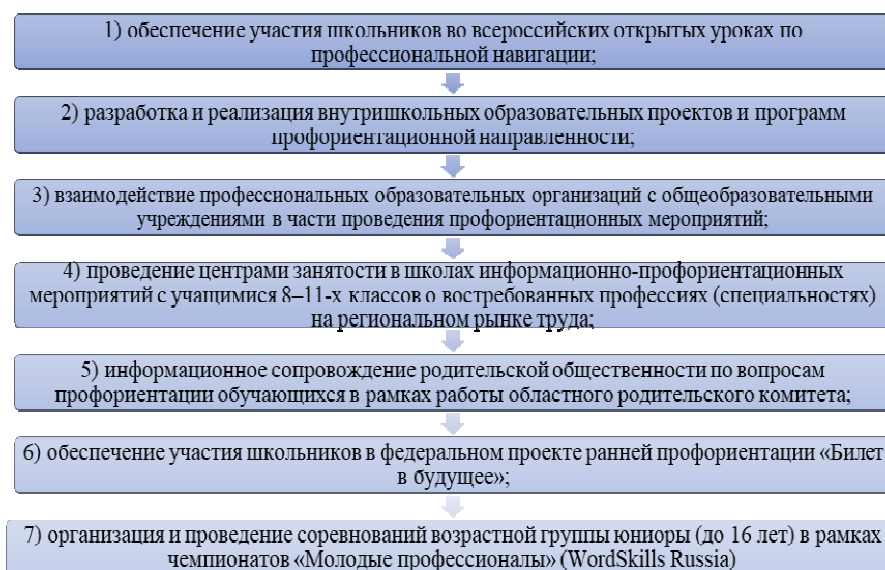 1) обеспечение участия школьников во всероссийских открытых уроках по
профессиональной навигации;
2) разработка и реализация внутришкольных образовательных проектов и программ
профориентационной направленности;
3) взаимодействие профессиональных образовательных организаций с общеобразовательными
учреждениями в части проведения профориентационных мероприятий;
4) проведение центрами занятости в школах информационно-профориентационных
мероприятий с учащимися 8–11-х классов о востребованных профессиях (специальностях)
на региональном рынке труда;
5) информационное сопровождение родительской общественности по вопросам
профориентации обучающихся в рамках работы областного родительского комитета;
6) обеспечение участия школьников в федеральном проекте ранней профориентации «Билет
в будущее»;
7) организация и проведение соревнований возрастной группы юниоры (до 16 лет) в рамках
чемпионатов «Молодые профессионалы» (WordSkills Russia)